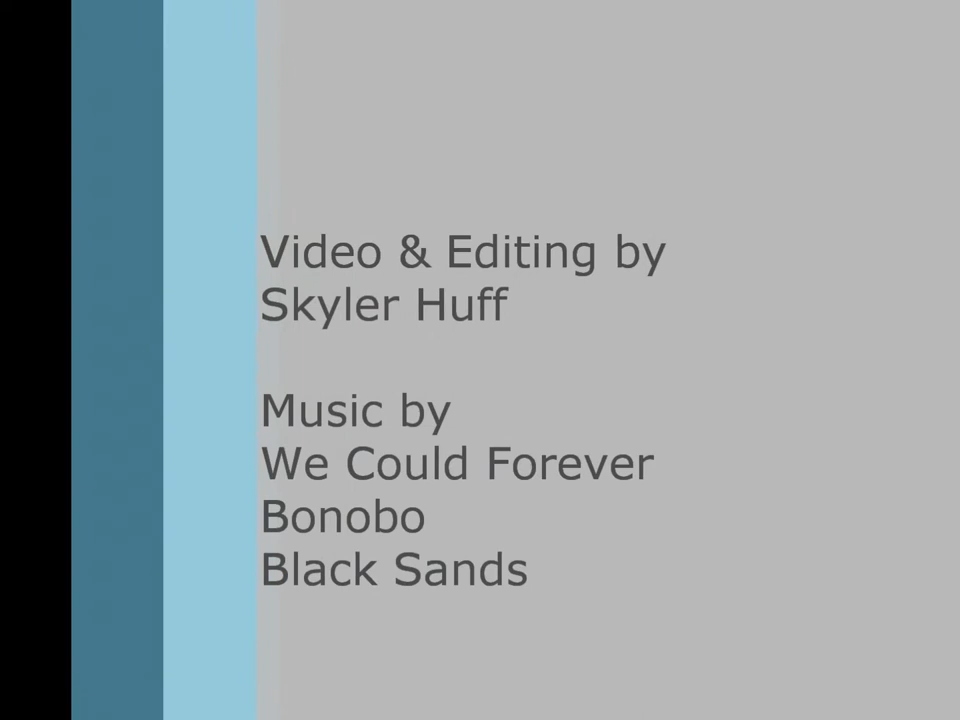 Video & Editing by
Skyler Huff
Music by
We Could Forever
Bonobo
Black Sands